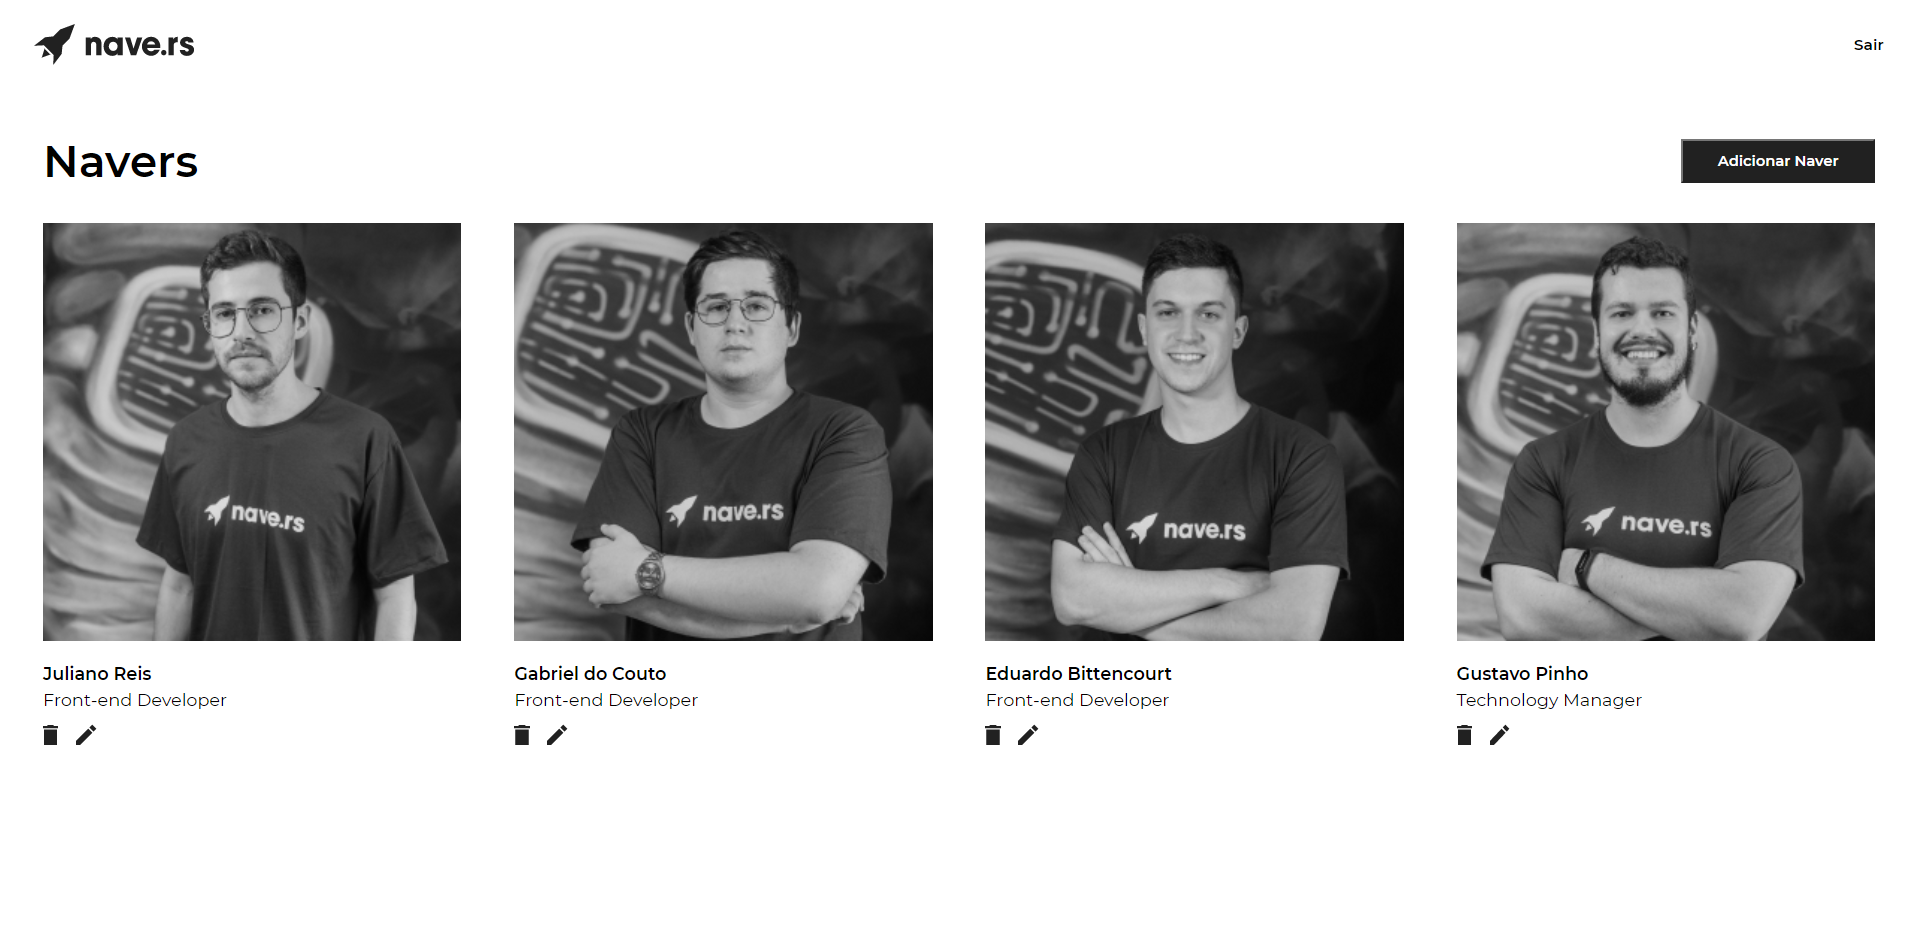 nave.rs
Sair
Navers
Adicionar Naver
nave.rs
nave.rs
nave.rs
nave.rs
Juliano Reis
Front-end Developer
Gabriel do Couto
Front-end Developer
Eduardo Bittencourt
Front-end Developer
Gustavo Pinho
Technology Manager